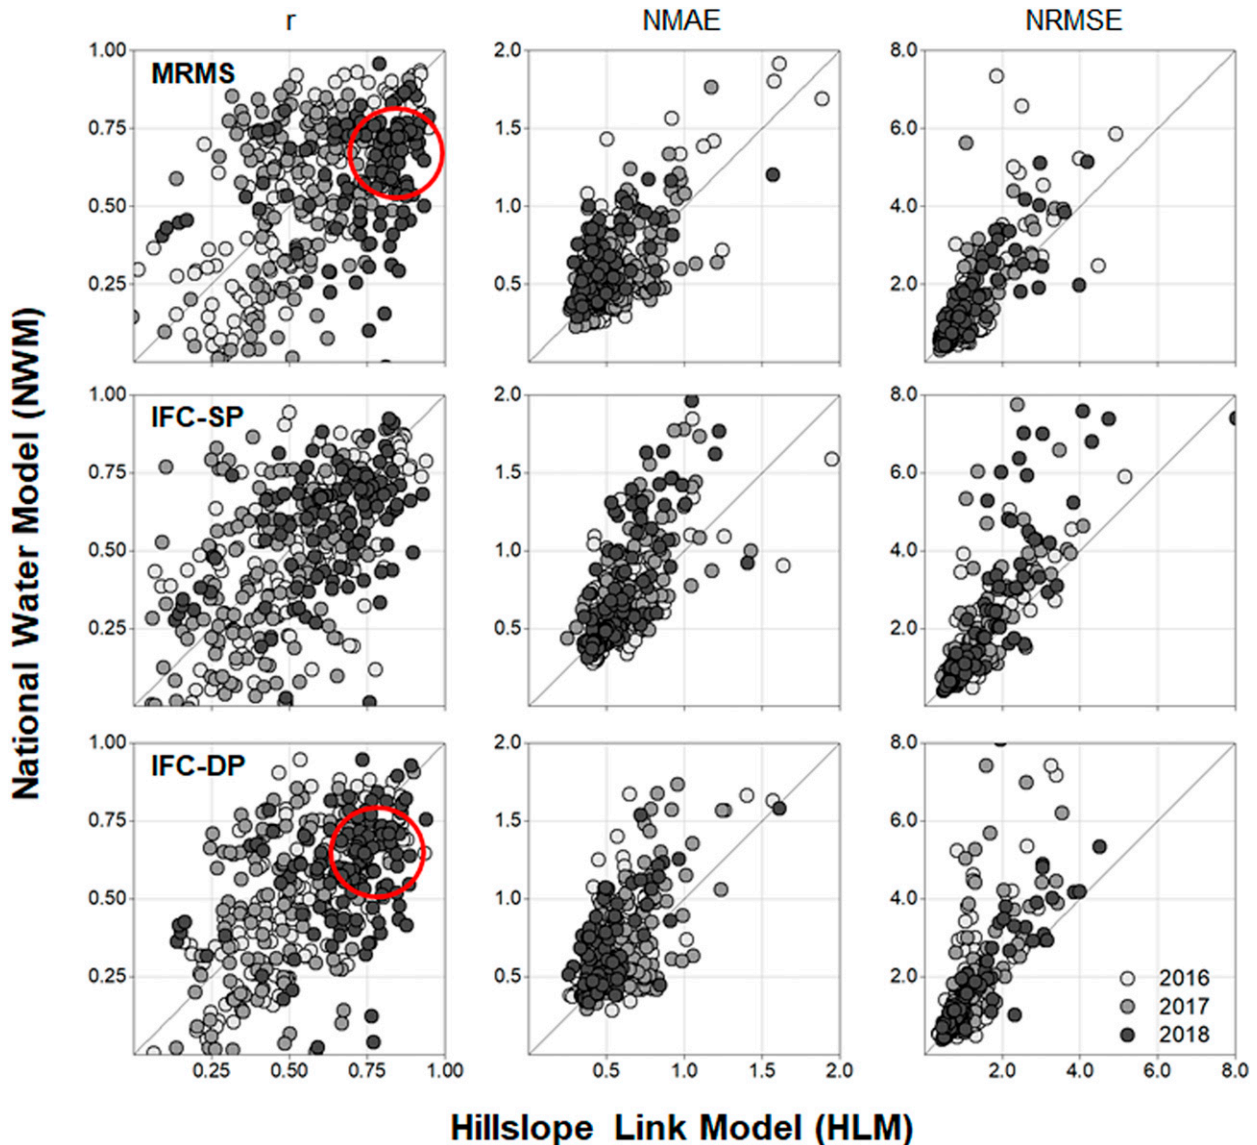 r NMAE NRMSE
1.00 2.0 8.0
MRMS
0.75 1.5 6.0
0.50 1.0 4.0
0.25 0.5 2.0
1.00 2.0 8.0
IFC-SP
0.75 1.5 6.0
0.50 1.0 4.0
0.25 0.5 2.0
1.00 2.0 8.0
IFC-DP
0.75 1.5 6.0
0.50 1.0 4.0
0.25 0.5 2.0
2016
2017
2018
0.25 0.50 0.75 1.00 0.5 1.0 1.5 2.0 2.0 4.0 6.0 8.0
National Water Model (NWM)
Hillslope Link Model (HLM)